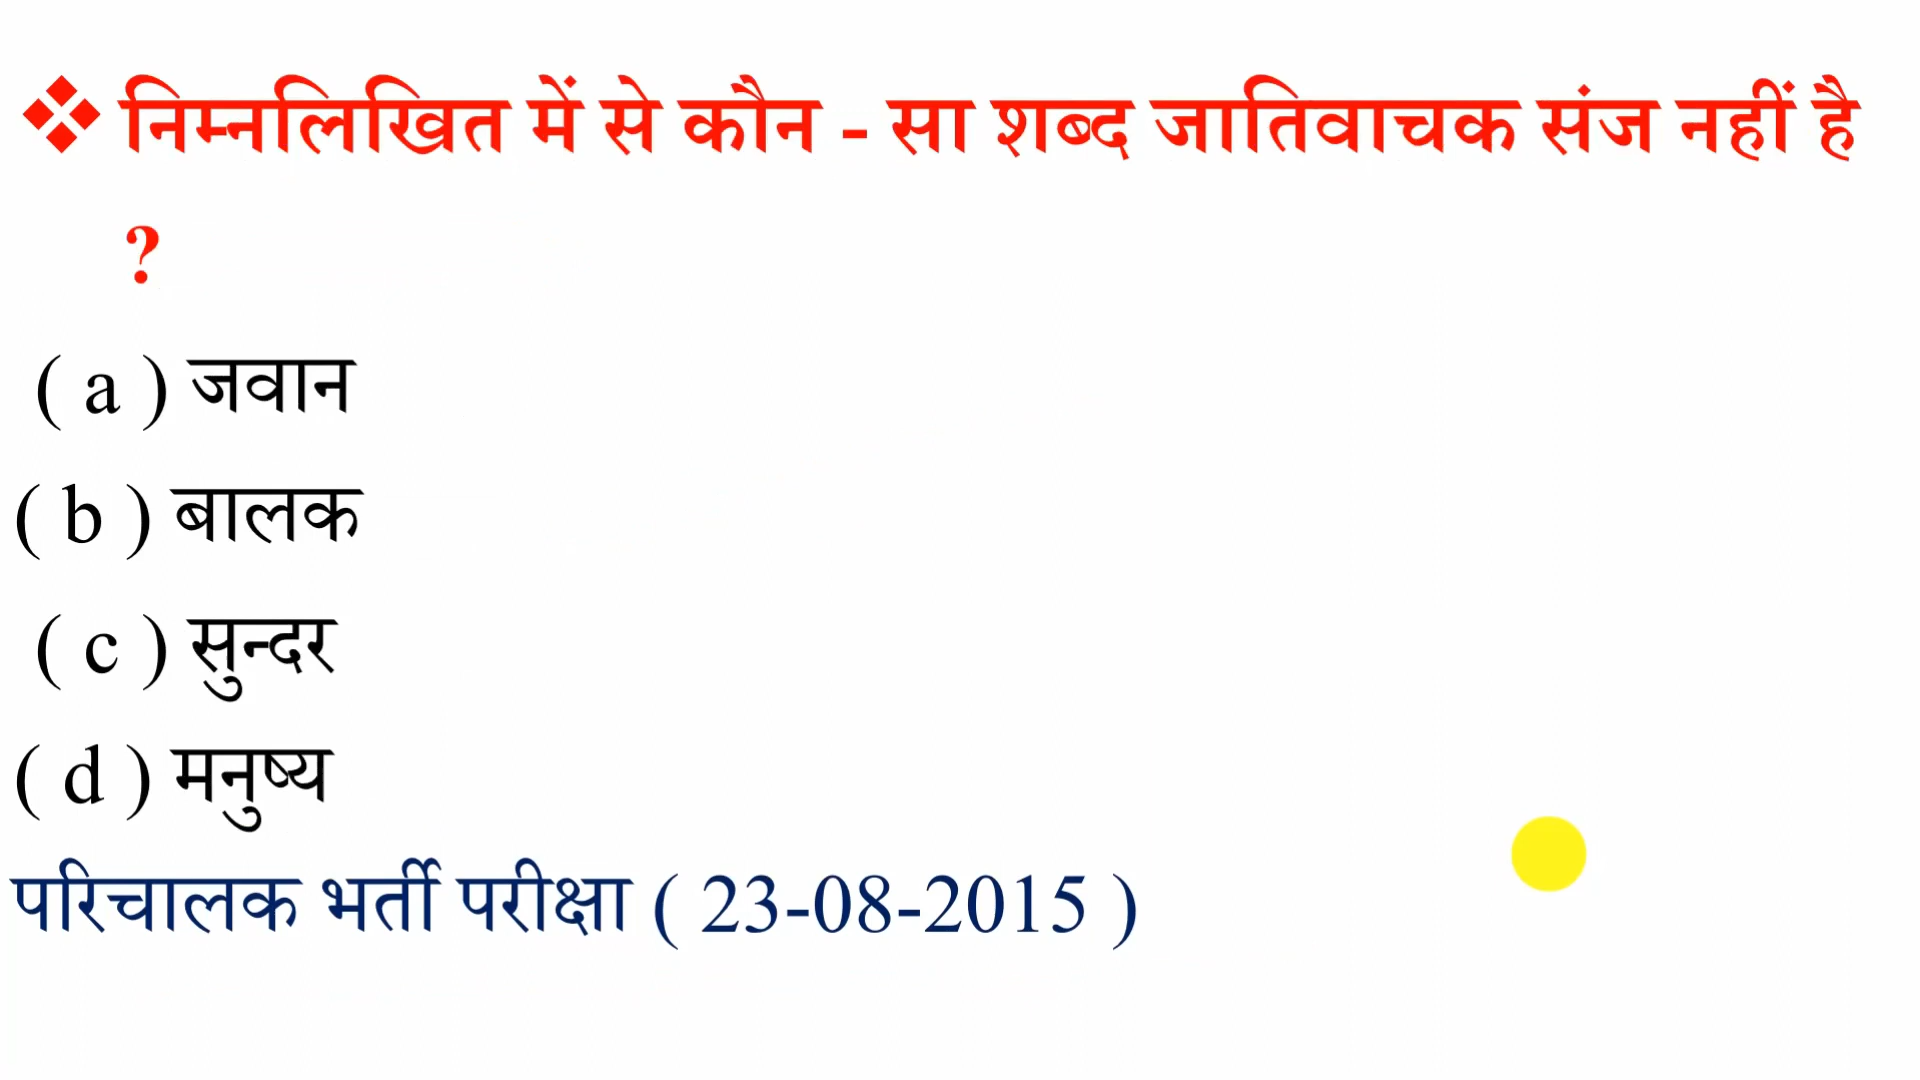 ❖ निम्नलिखित में से कौन - सा शब्द जातिवाचक संज नहीं है
?
( a ) जवान
( b ) बालक
( c ) सुन्दर
( d ) मनुष्य
परिचालक भर्ती परीक्षा ( 23-08-2015 )